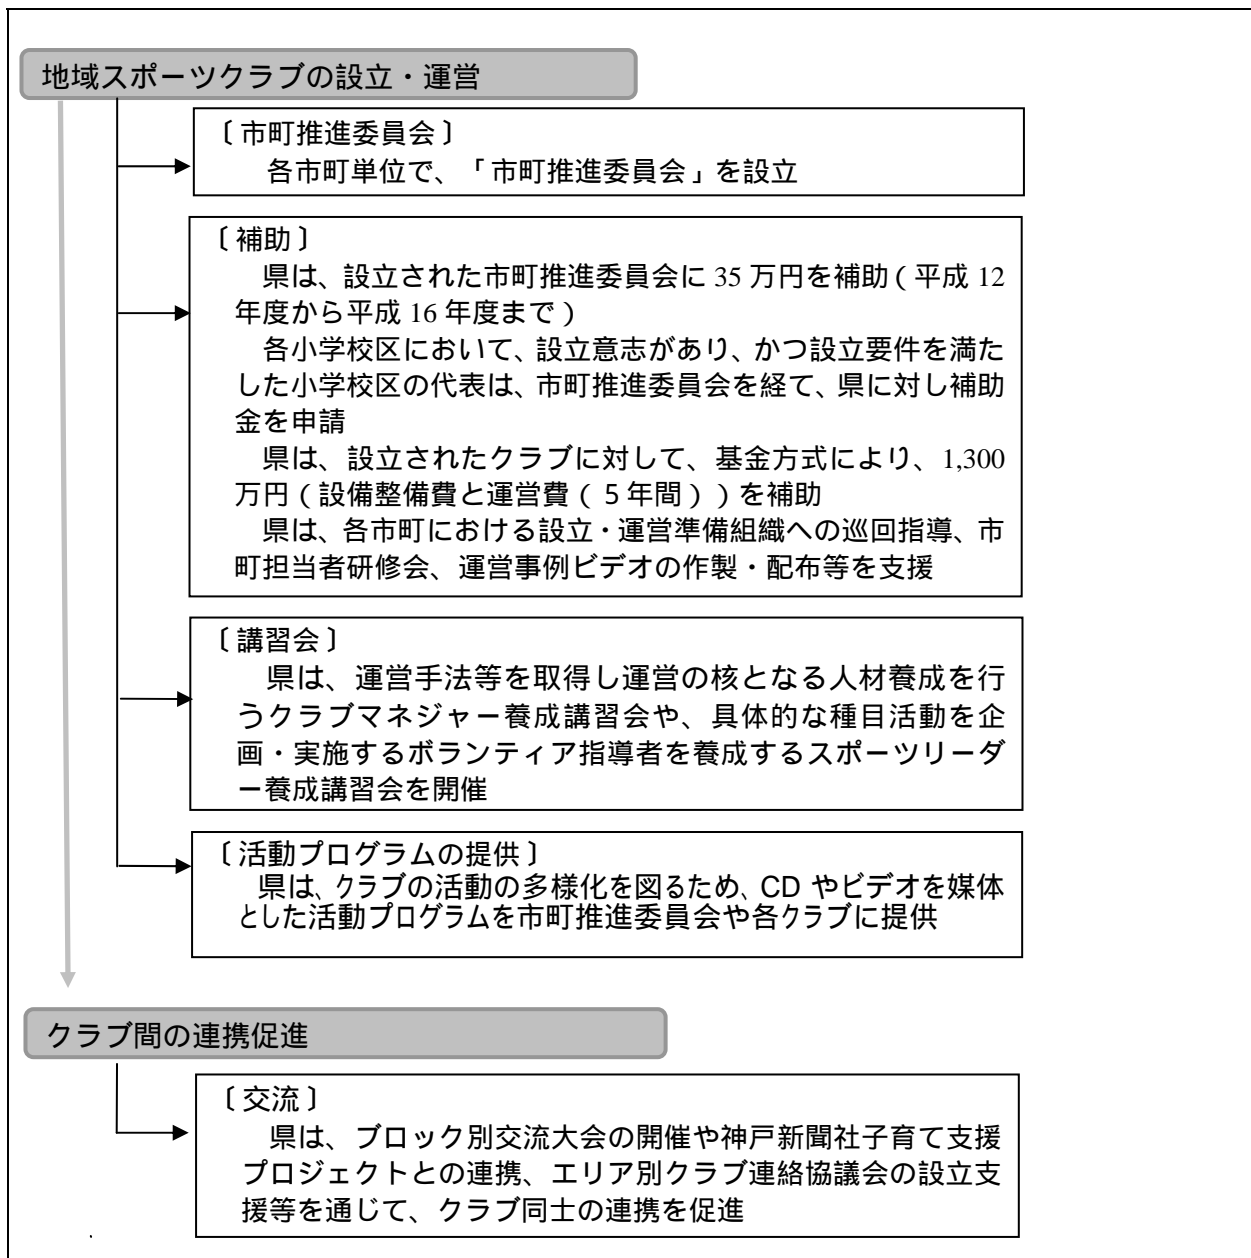 地域スポーツクラブの設立・運営
〔市町推進委員会〕
各市町単位で、「市町推進委員会」を設立
〔補助〕
県は、設立された市町推進委員会に 35 万円を補助（平成 12
年度から平成 16 年度まで）
各小学校区において、設立意志があり、かつ設立要件を満た
した小学校区の代表は、市町推進委員会を経て、県に対し補助
金を申請
県は、設立されたクラブに対して、基金方式により、1,300
万円（設備整備費と運営費（５年間））を補助
県は、各市町における設立・運営準備組織への巡回指導、市
町担当者研修会、運営事例ビデオの作製・配布等を支援
〔講習会〕
県は、運営手法等を取得し運営の核となる人材養成を行
うクラブマネジャー養成講習会や、具体的な種目活動を企
画・実施するボランティア指導者を養成するスポーツリーダ
ー養成講習会を開催
〔活動プログラムの提供〕
県は、クラブの活動の多様化を図るため、CD やビデオを媒体
とした活動プログラムを市町推進委員会や各クラブに提供
クラブ間の連携促進
〔交流〕
県は、ブロック別交流大会の開催や神戸新聞社子育て支援
プロジェクトとの連携、エリア別クラブ連絡協議会の設立支
援等を通じて、クラブ同士の連携を促進